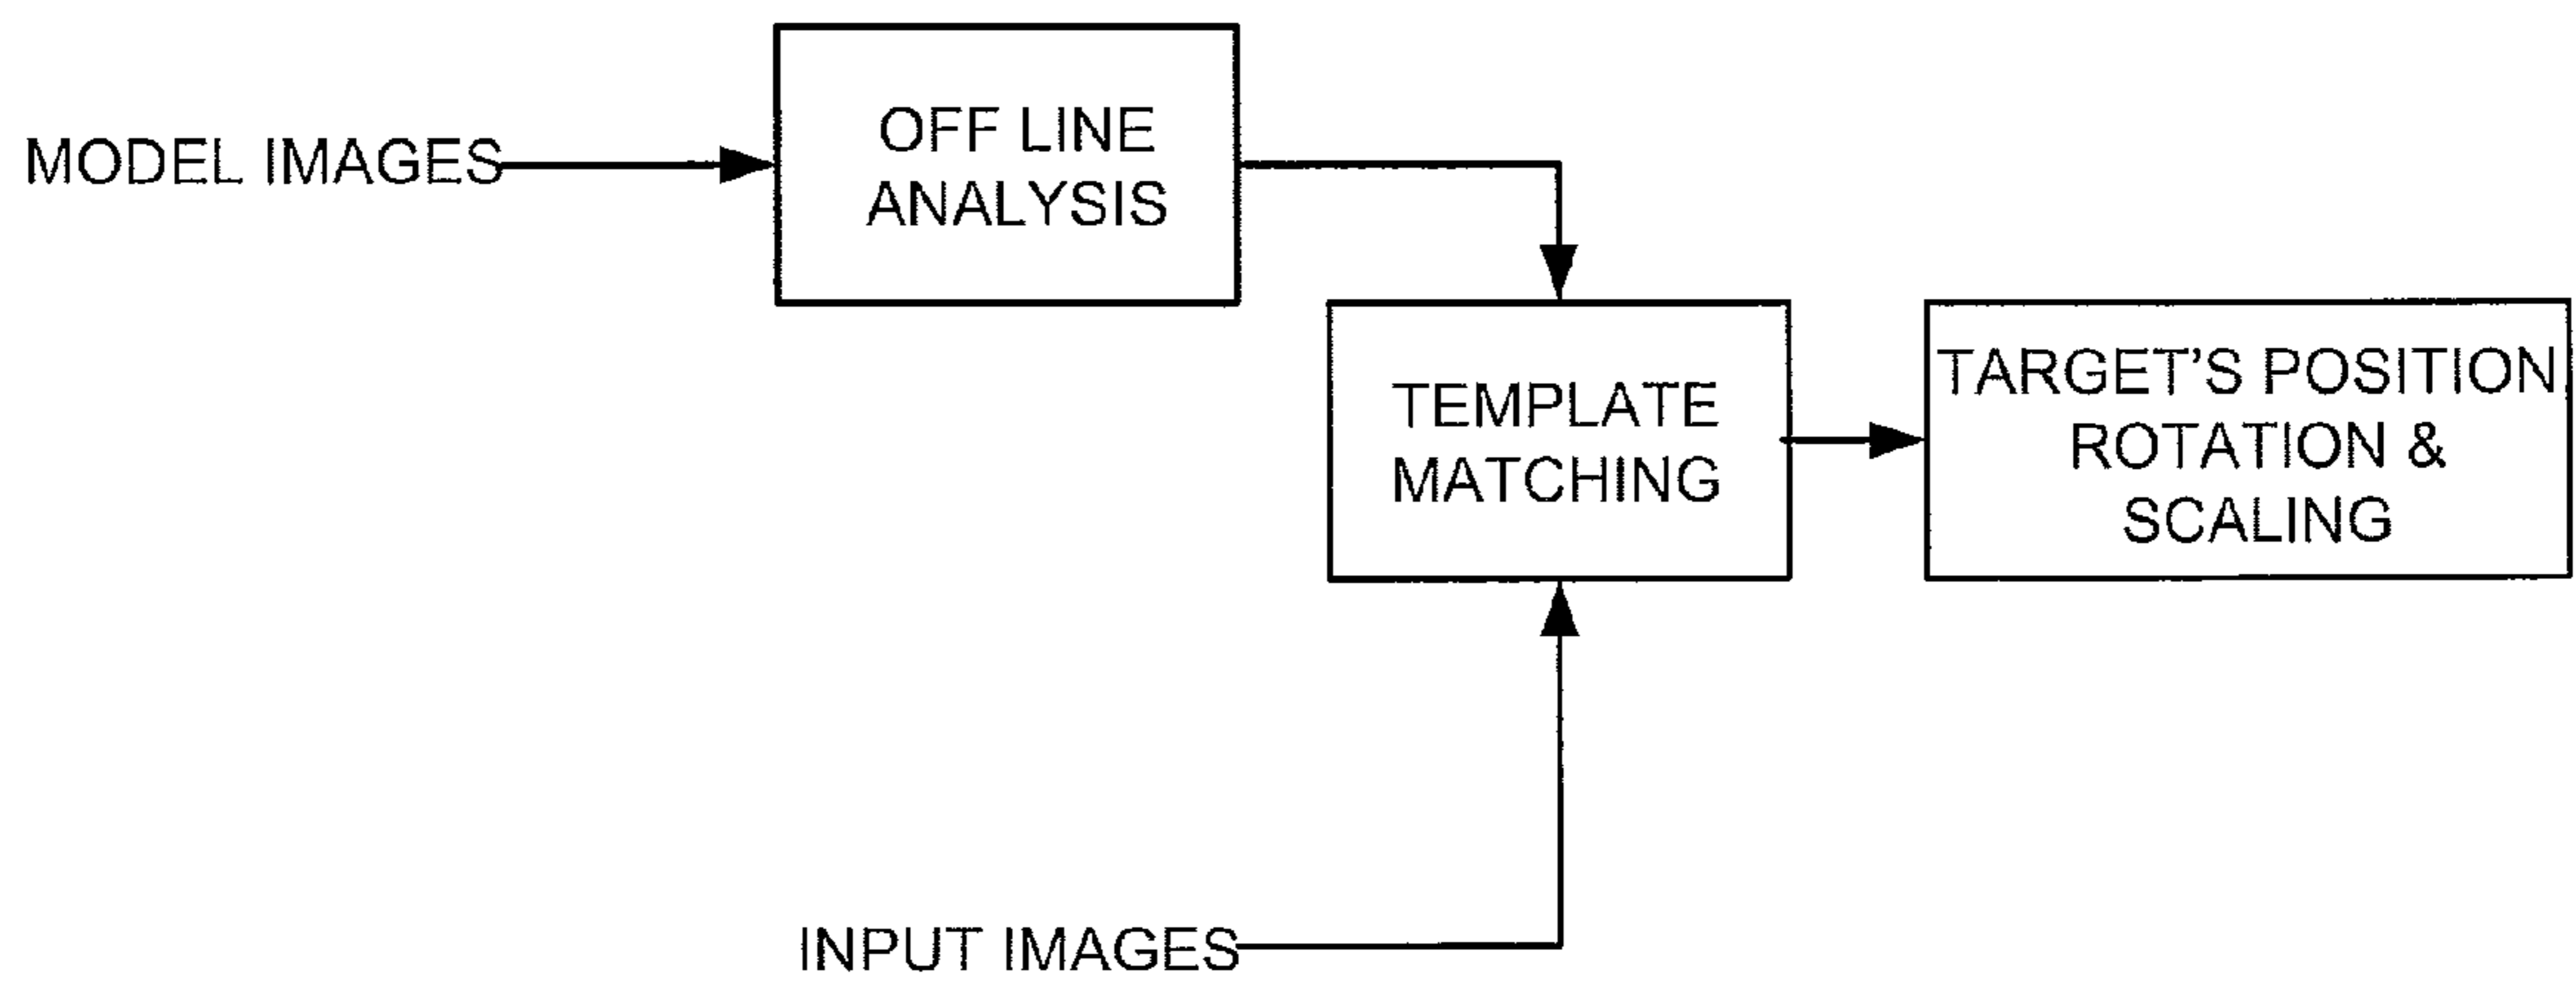 MODEL IMAGES
OFF LINE
ANALYSIS
TEMPLATE
MATCHING
TARGET'S POSITION
ROTATION &
SCALING
INPUT IMAGES